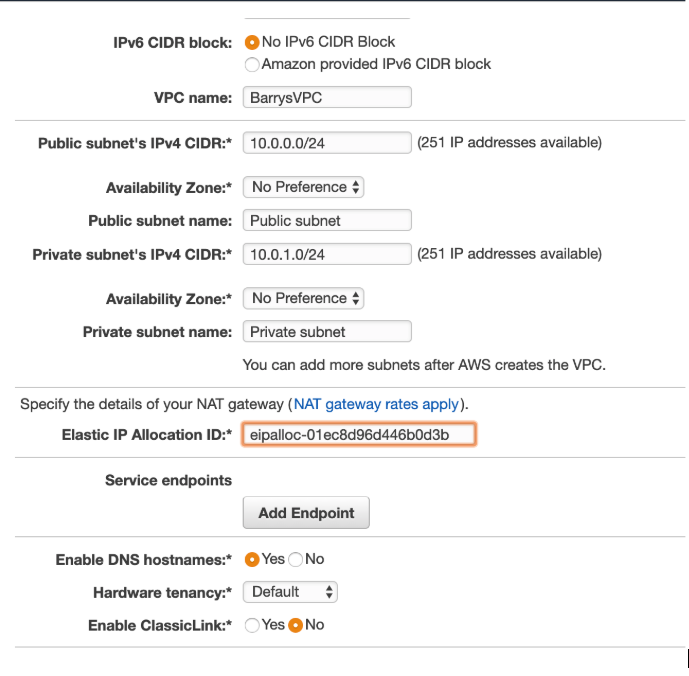 IPv6 CIDR block: No IPv6 CIDR Block
Amazon provided IPv6 CIDR block
VPC name: BarrysVPC
Public subnet's IPv4 CIDR:* 10.0.0.0/24 (251 IP addresses available)
Availability Zone:* No Preference
Public subnet name: Public subnet
Private subnet's IPv4 CIDR:* 10.0.1.0/24 (251 IP addresses available)
Availability Zone:* No Preference
Private subnet name: Private subnet
You can add more subnets after AWS creates the VPC.
Specify the details of your NAT gateway (NAT gateway rates apply).
Elastic IP Allocation ID:* eipalloc-01ec8d96d446b0d3b
Service endpoints
Add Endpoint
Enable DNS hostnames:* Yes No
Hardware tenancy:* Default
Enable ClassicLink:* Yes No